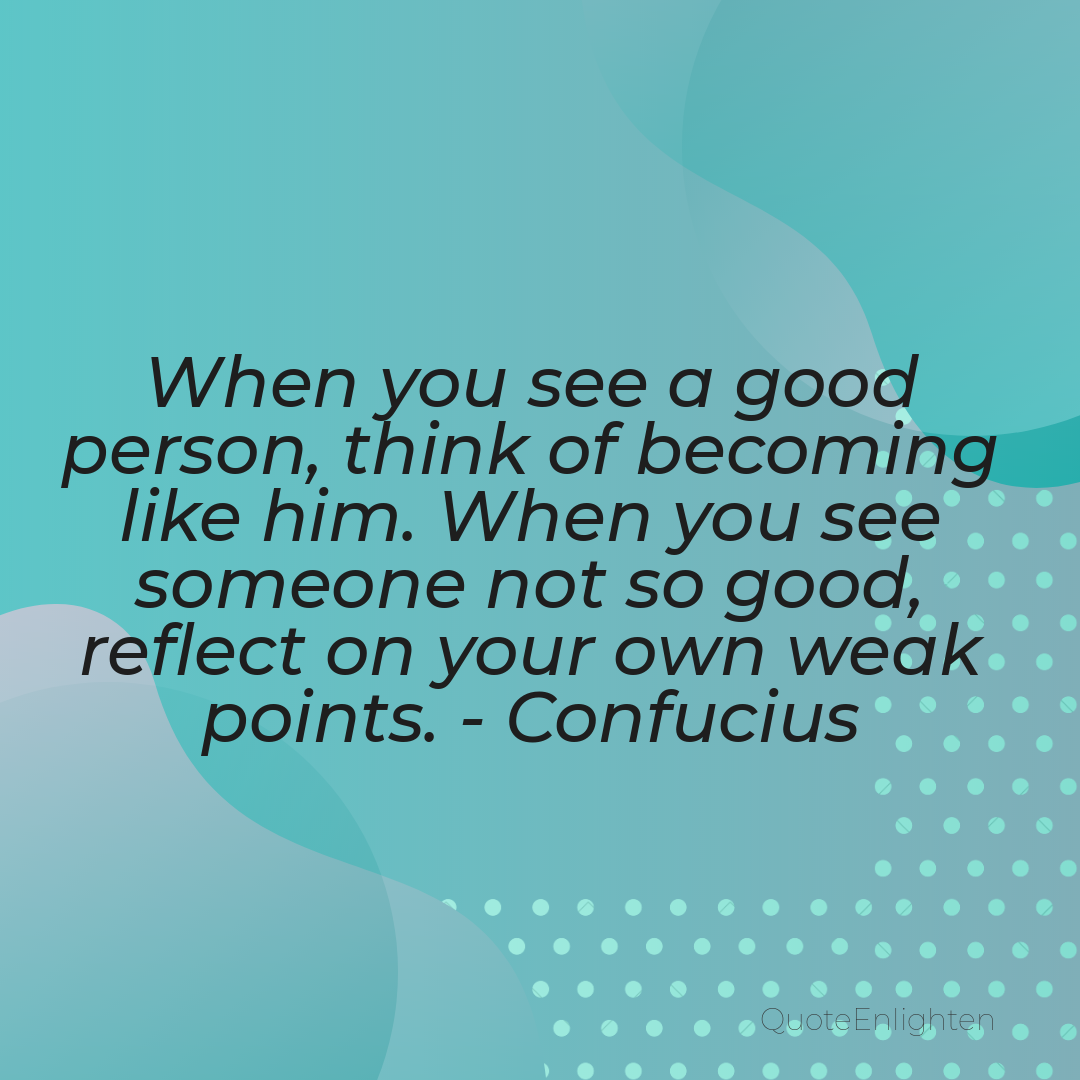 When you see a good
person, think of becoming
like him. When you see
someone not so good,
reflect on your own weak
points. - Confucius
QuoteEnlighten